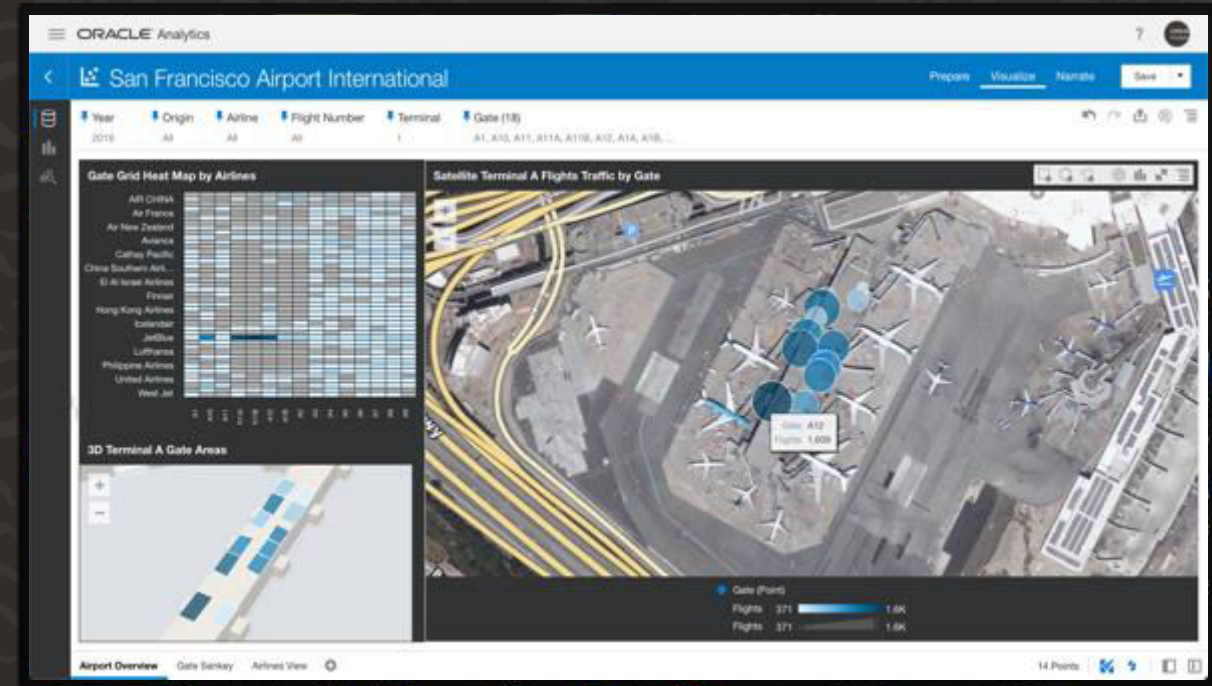 ORACLE Analytics
?
San Francisco Airport International
Prepare Visualize Narrate Save
Year Origin Airline Flight Number Terminal Gate (18)
2019 All All All I A1, A10, A11, A11A, A11B, A12, A1A, A1B, ...
Gate Grid Heat Map by Airlines
AIR CHINA
Air France
Air New Zealand
Avianca
Cathay Pacific
China Southern Airli...
El Al Israel Airlines
Finnair
Hong Kong Airlines
Icelandair
JetBlue
Lufthansa
Philippine Airlines
United Airlines
West Jet
Satellite Terminal A Flights Traffic by Gate
P
Gate A12
Flights 1,609
3D Terminal A Gate Areas
+
−
Gate (Point)
Flights 371 1.6K
Flights 371 1.6K
Airport Overview Gate Sankey Airlines View
14 Points